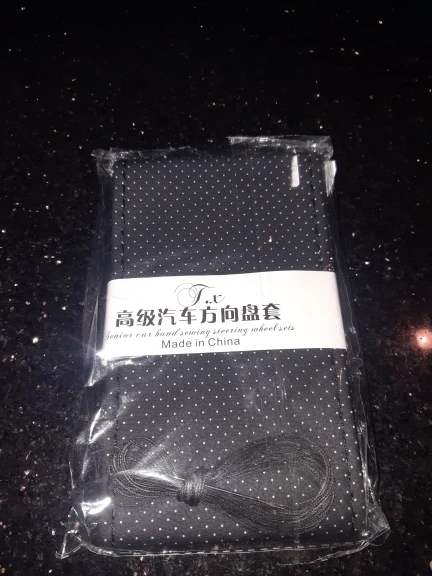 T.x
高级汽车方向盘套
Senior car hand sewing steering wheel sets
Made in China